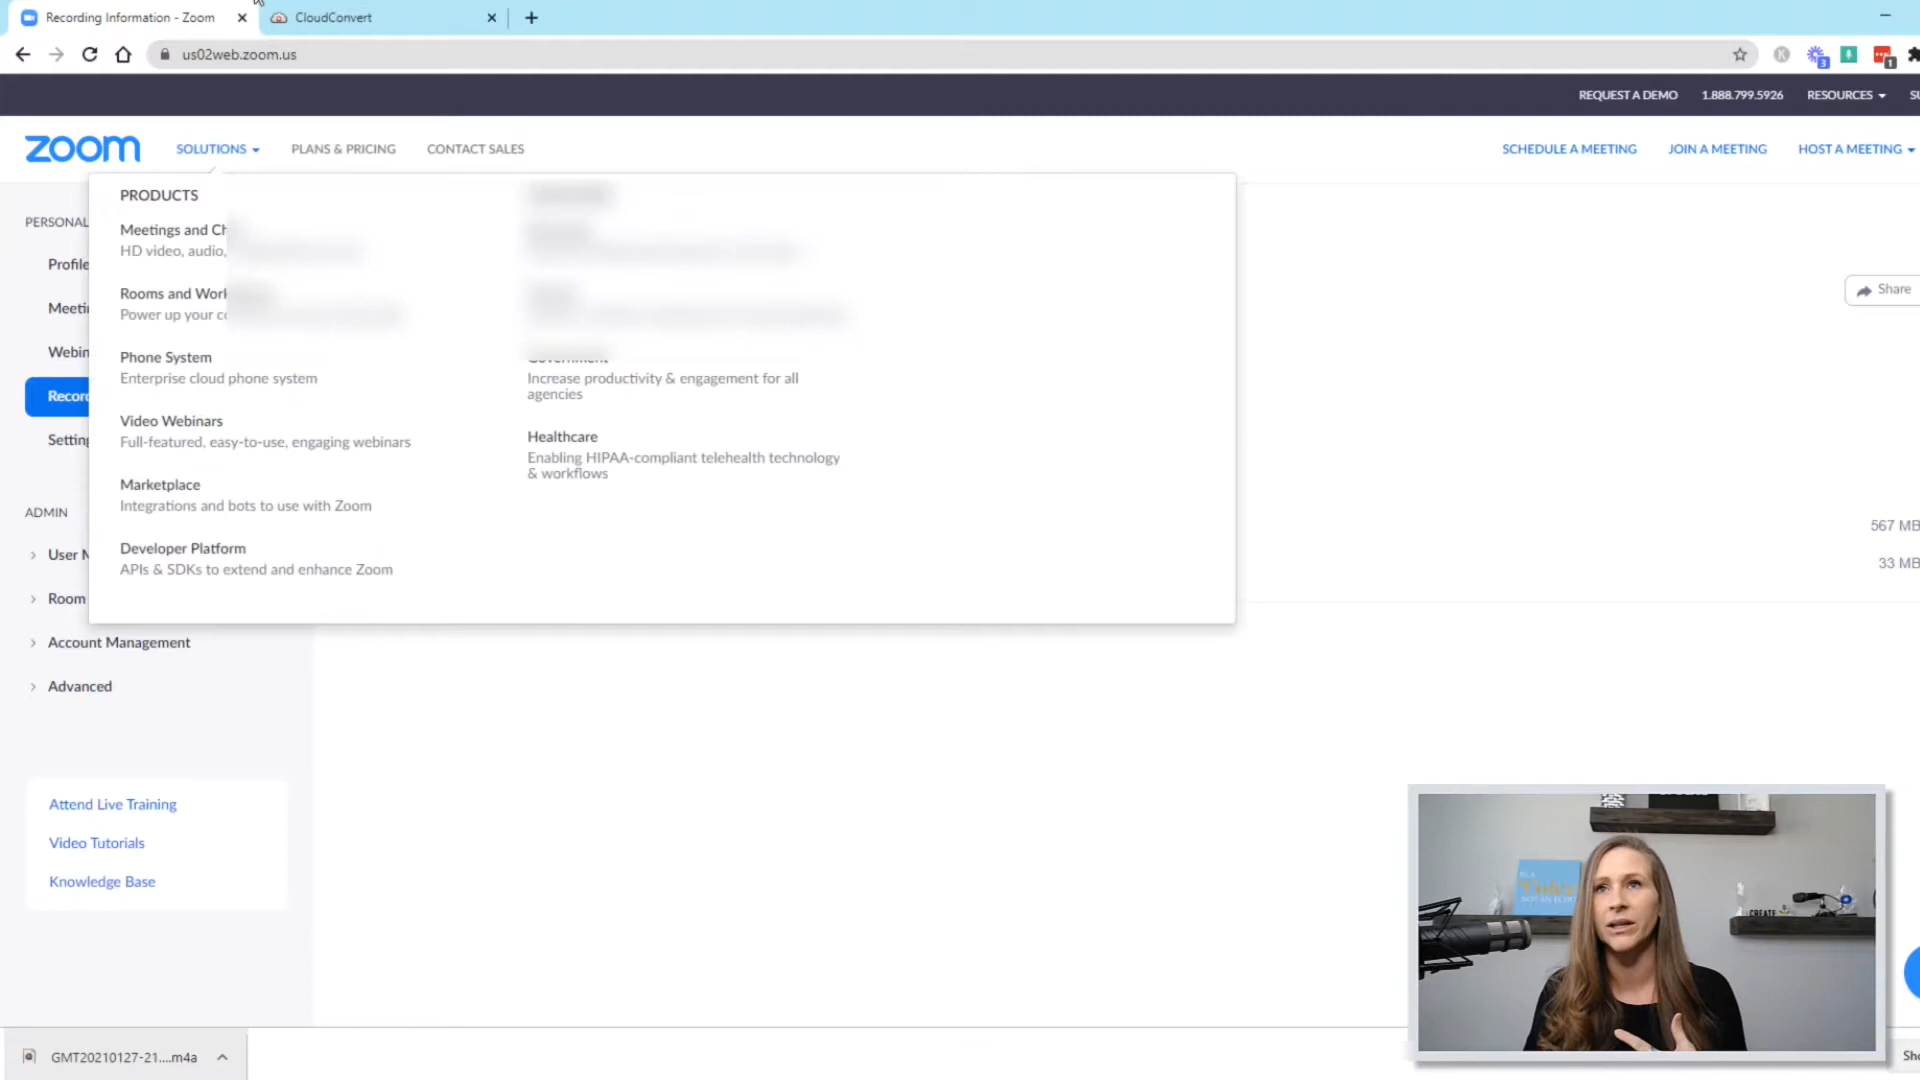 Recording Information - Zoom
CloudConvert
us02web.zoom.us
REQUEST A DEMO
1.888.799.5926
RESOURCES
zoom
SOLUTIONS
PLANS & PRICING
CONTACT SALES
SCHEDULE A MEETING
JOIN A MEETING
HOST A MEETING
PERSONAL
Profile
Meeti
Webin
Recor
Setting
ADMIN
User M
Room
Account Management
Advanced
PRODUCTS
Meetings and Ch
HD video, audio,
Rooms and Work
Power up your co
Phone System
Enterprise cloud phone system
Video Webinars
Full-featured, easy-to-use, engaging webinars
Marketplace
Integrations and bots to use with Zoom
Developer Platform
APIs & SDKs to extend and enhance Zoom
Government
Increase productivity & engagement for all
agencies
Healthcare
Enabling HIPAA-compliant telehealth technology
& workflows
Share
567 MB
33 MB
Attend Live Training
Video Tutorials
Knowledge Base
CREATE
GMT20210127-21....m4a
Sho